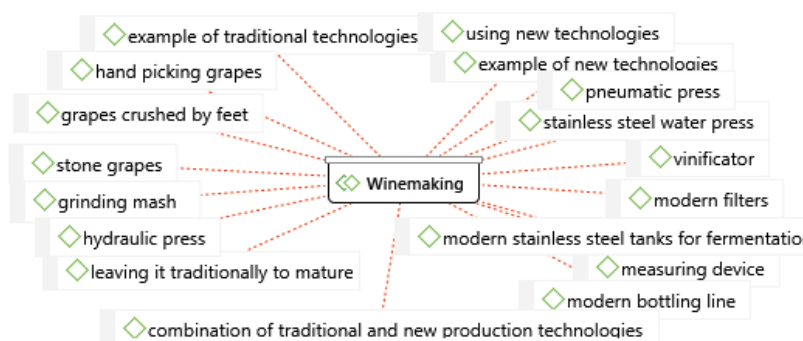 example of traditional technologies
using new technologies
hand picking grapes
example of new technologies
pneumatic press
grapes crushed by feet
stainless steel water press
stone grapes
vinificator
Winemaking
grinding mash
modern filters
hydraulic press
modern stainless steel tanks for fermentatio
leaving it traditionally to mature
measuring device
modern bottling line
combination of traditional and new production technologies